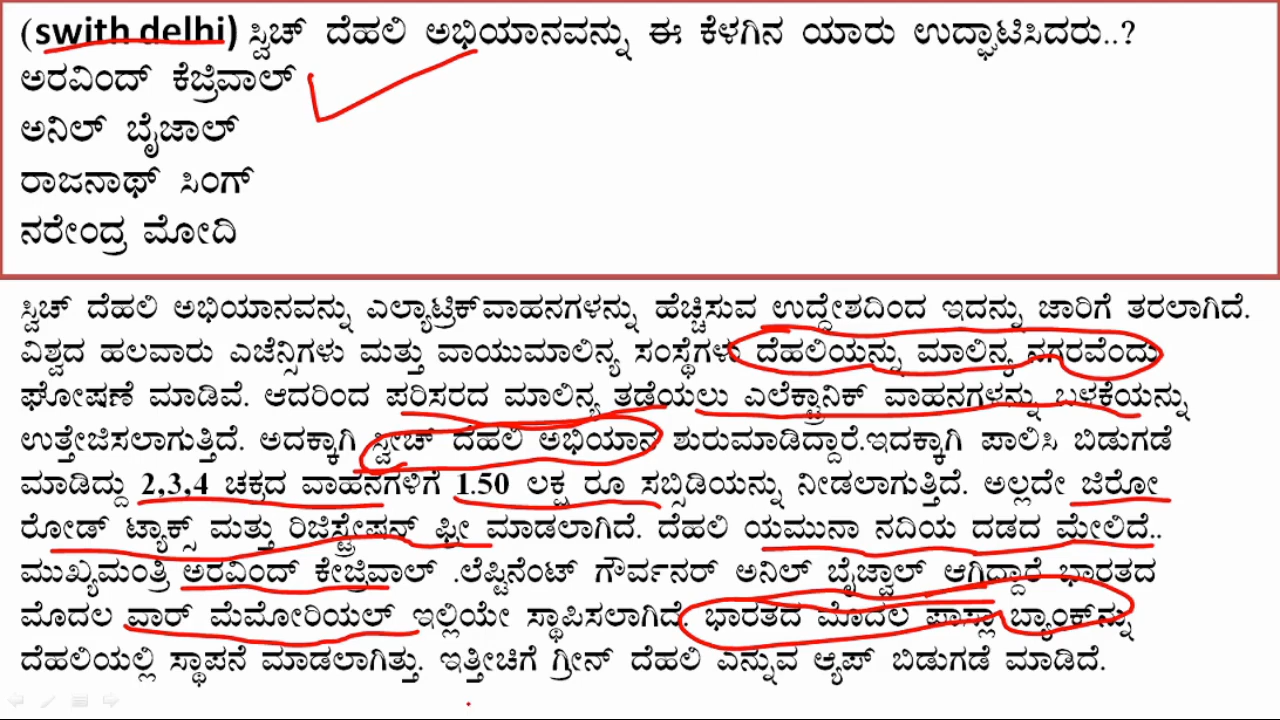 (swith delhi) ಸ್ವಿಚ್ ದೆಹಲಿ ಅಭಿಯಾನವನ್ನು ಈ ಕೆಳಗಿನ ಯಾರು ಉದ್ಘಾಟಿಸಿದರು..?
ಅರವಿಂದ್ ಕೆಜ್ರಿವಾಲ್
ಅನಿಲ್ ಬೈಜಾಲ್
ರಾಜನಾಥ್ ಸಿಂಗ್
ನರೇಂದ್ರ ಮೋದಿ
ಸ್ವಿಚ್ ದೆಹಲಿ ಅಭಿಯಾನವನ್ನು ಎಲ್ಯಾಟ್ರಿಕ್‌ವಾಹನಗಳನ್ನು ಹೆಚ್ಚಿಸುವ ಉದ್ದೇಶದಿಂದ ಇದನ್ನು ಜಾರಿಗೆ ತರಲಾಗಿದೆ.
ವಿಶ್ವದ ಹಲವಾರು ಎಜೆನ್ಸಿಗಳು ಮತ್ತು ವಾಯುಮಾಲಿನ್ಯ ಸಂಸ್ಥೆಗಳು ದೆಹಲಿಯನ್ನು ಮಾಲಿನ್ಯ ನಗರವೆಂದು
ಘೋಷಣೆ ಮಾಡಿವೆ. ಆದರಿಂದ ಪರಿಸರದ ಮಾಲಿನ್ಯ ತಡೆಯಲು ಎಲೆಕ್ಟ್ರಾನಿಕ್ ವಾಹನಗಳನ್ನು ಬಳಕೆಯನ್ನು
ಉತ್ತೇಜಿಸಲಾಗುತ್ತಿದೆ. ಅದಕ್ಕಾಗಿ ಸ್ವೀಚ್ ದೆಹಲಿ ಅಭಿಯಾನ ಶುರುಮಾಡಿದ್ದಾರೆ.ಇದಕ್ಕಾಗಿ ಪಾಲಿಸಿ ಬಿಡುಗಡೆ
ಮಾಡಿದ್ದು 2,3,4 ಚಕ್ರದ ವಾಹನಗಳಿಗೆ 1.50 ಲಕ್ಷ ರೂ ಸಬ್ಸಿಡಿಯನ್ನು ನೀಡಲಾಗುತ್ತಿದೆ. ಅಲ್ಲದೇ ಜಿರೋ
ರೋಡ್ ಟ್ಯಾಕ್ಸ್ ಮತ್ತು ರಿಜಿಸ್ಟ್ರೇಷನ್ ಫ್ರೀ ಮಾಡಲಾಗಿದೆ. ದೆಹಲಿ ಯಮುನಾ ನದಿಯ ದಡದ ಮೇಲಿದೆ..
ಮುಖ್ಯಮಂತ್ರಿ ಅರವಿಂದ್ ಕೇಜ್ರಿವಾಲ್ .ಲೆಫ್ಟಿನೆಂಟ್ ಗೌರ್ವನರ್ ಅನಿಲ್ ಬೈಜ್ವಾಲ್ ಆಗಿದ್ದಾರೆ ಭಾರತದ
ಮೊದಲ ವಾರ್ ಮೆಮೋರಿಯಲ್ ಇಲ್ಲಿಯೇ ಸ್ಥಾಪಿಸಲಾಗಿದೆ. ಭಾರತದ ಮೊದಲ ಪಾಸ್ಲಾ ಬ್ಯಾಂಕ್‌ನ್ನು
ದೆಹಲಿಯಲ್ಲಿ ಸ್ಥಾಪನೆ ಮಾಡಲಾಗಿತ್ತು. ಇತ್ತೀಚಿಗೆ ಗ್ರೀನ್ ದೆಹಲಿ ಎನ್ನುವ ಆ್ಯಪ್ ಬಿಡುಗಡೆ ಮಾಡಿದೆ.